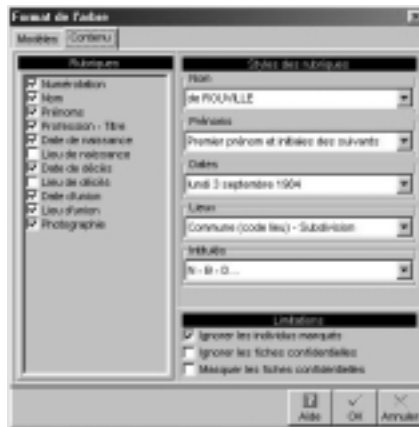 Format de l'arbre
Modèles
Contenu
Rubriques
Numérotation
Nom
Prénoms
Profession - Titre
Date de naissance
Lieu de naissance
Date de décès
Lieu de décès
Date d'union
Lieu d'union
Photographie
Styles des rubriques
Nom
de ROUVILLE
Prénoms
Premier prénom et initiales des suivants
Dates
lundi 3 septembre 1984
Lieux
Commune (code lieu) - Subdivision
Intitulés
N - B - D...
Limitations
Ignorer les individus marqués
Ignorer les fiches confidentielles
Masquer les fiches confidentielles
Aide
OK
Annuler